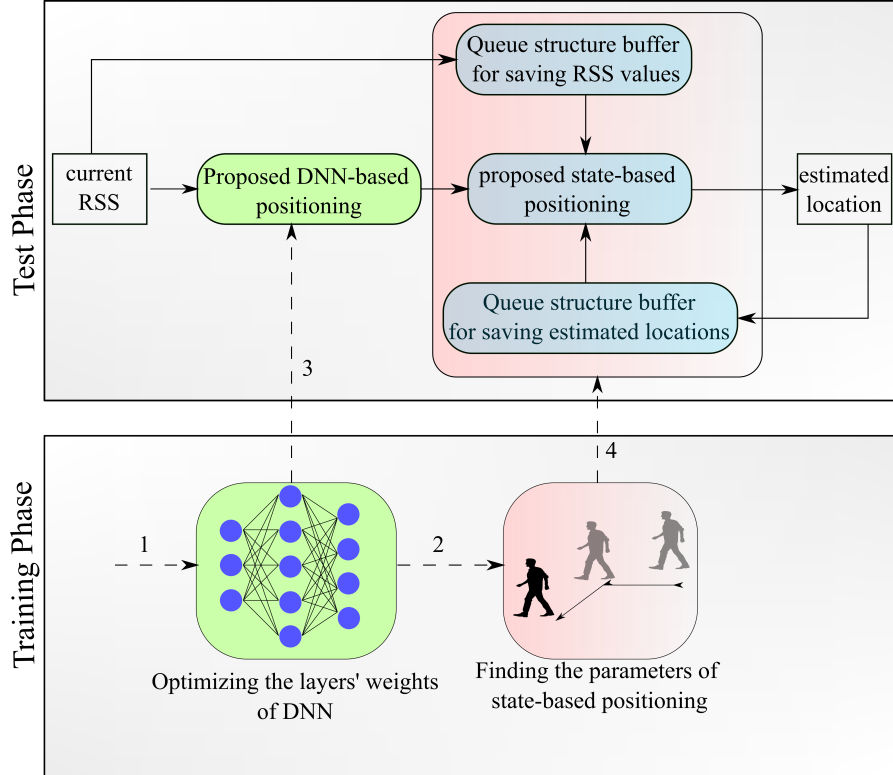 Test Phase
Queue structure buffer
for saving RSS values
current
RSS
Proposed DNN-based
positioning
proposed state-based
positioning
estimated
location
Queue structure buffer
for saving estimated locations
3
4
Training Phase
1
2
Optimizing the layers' weights
of DNN
Finding the parameters of
state-based positioning